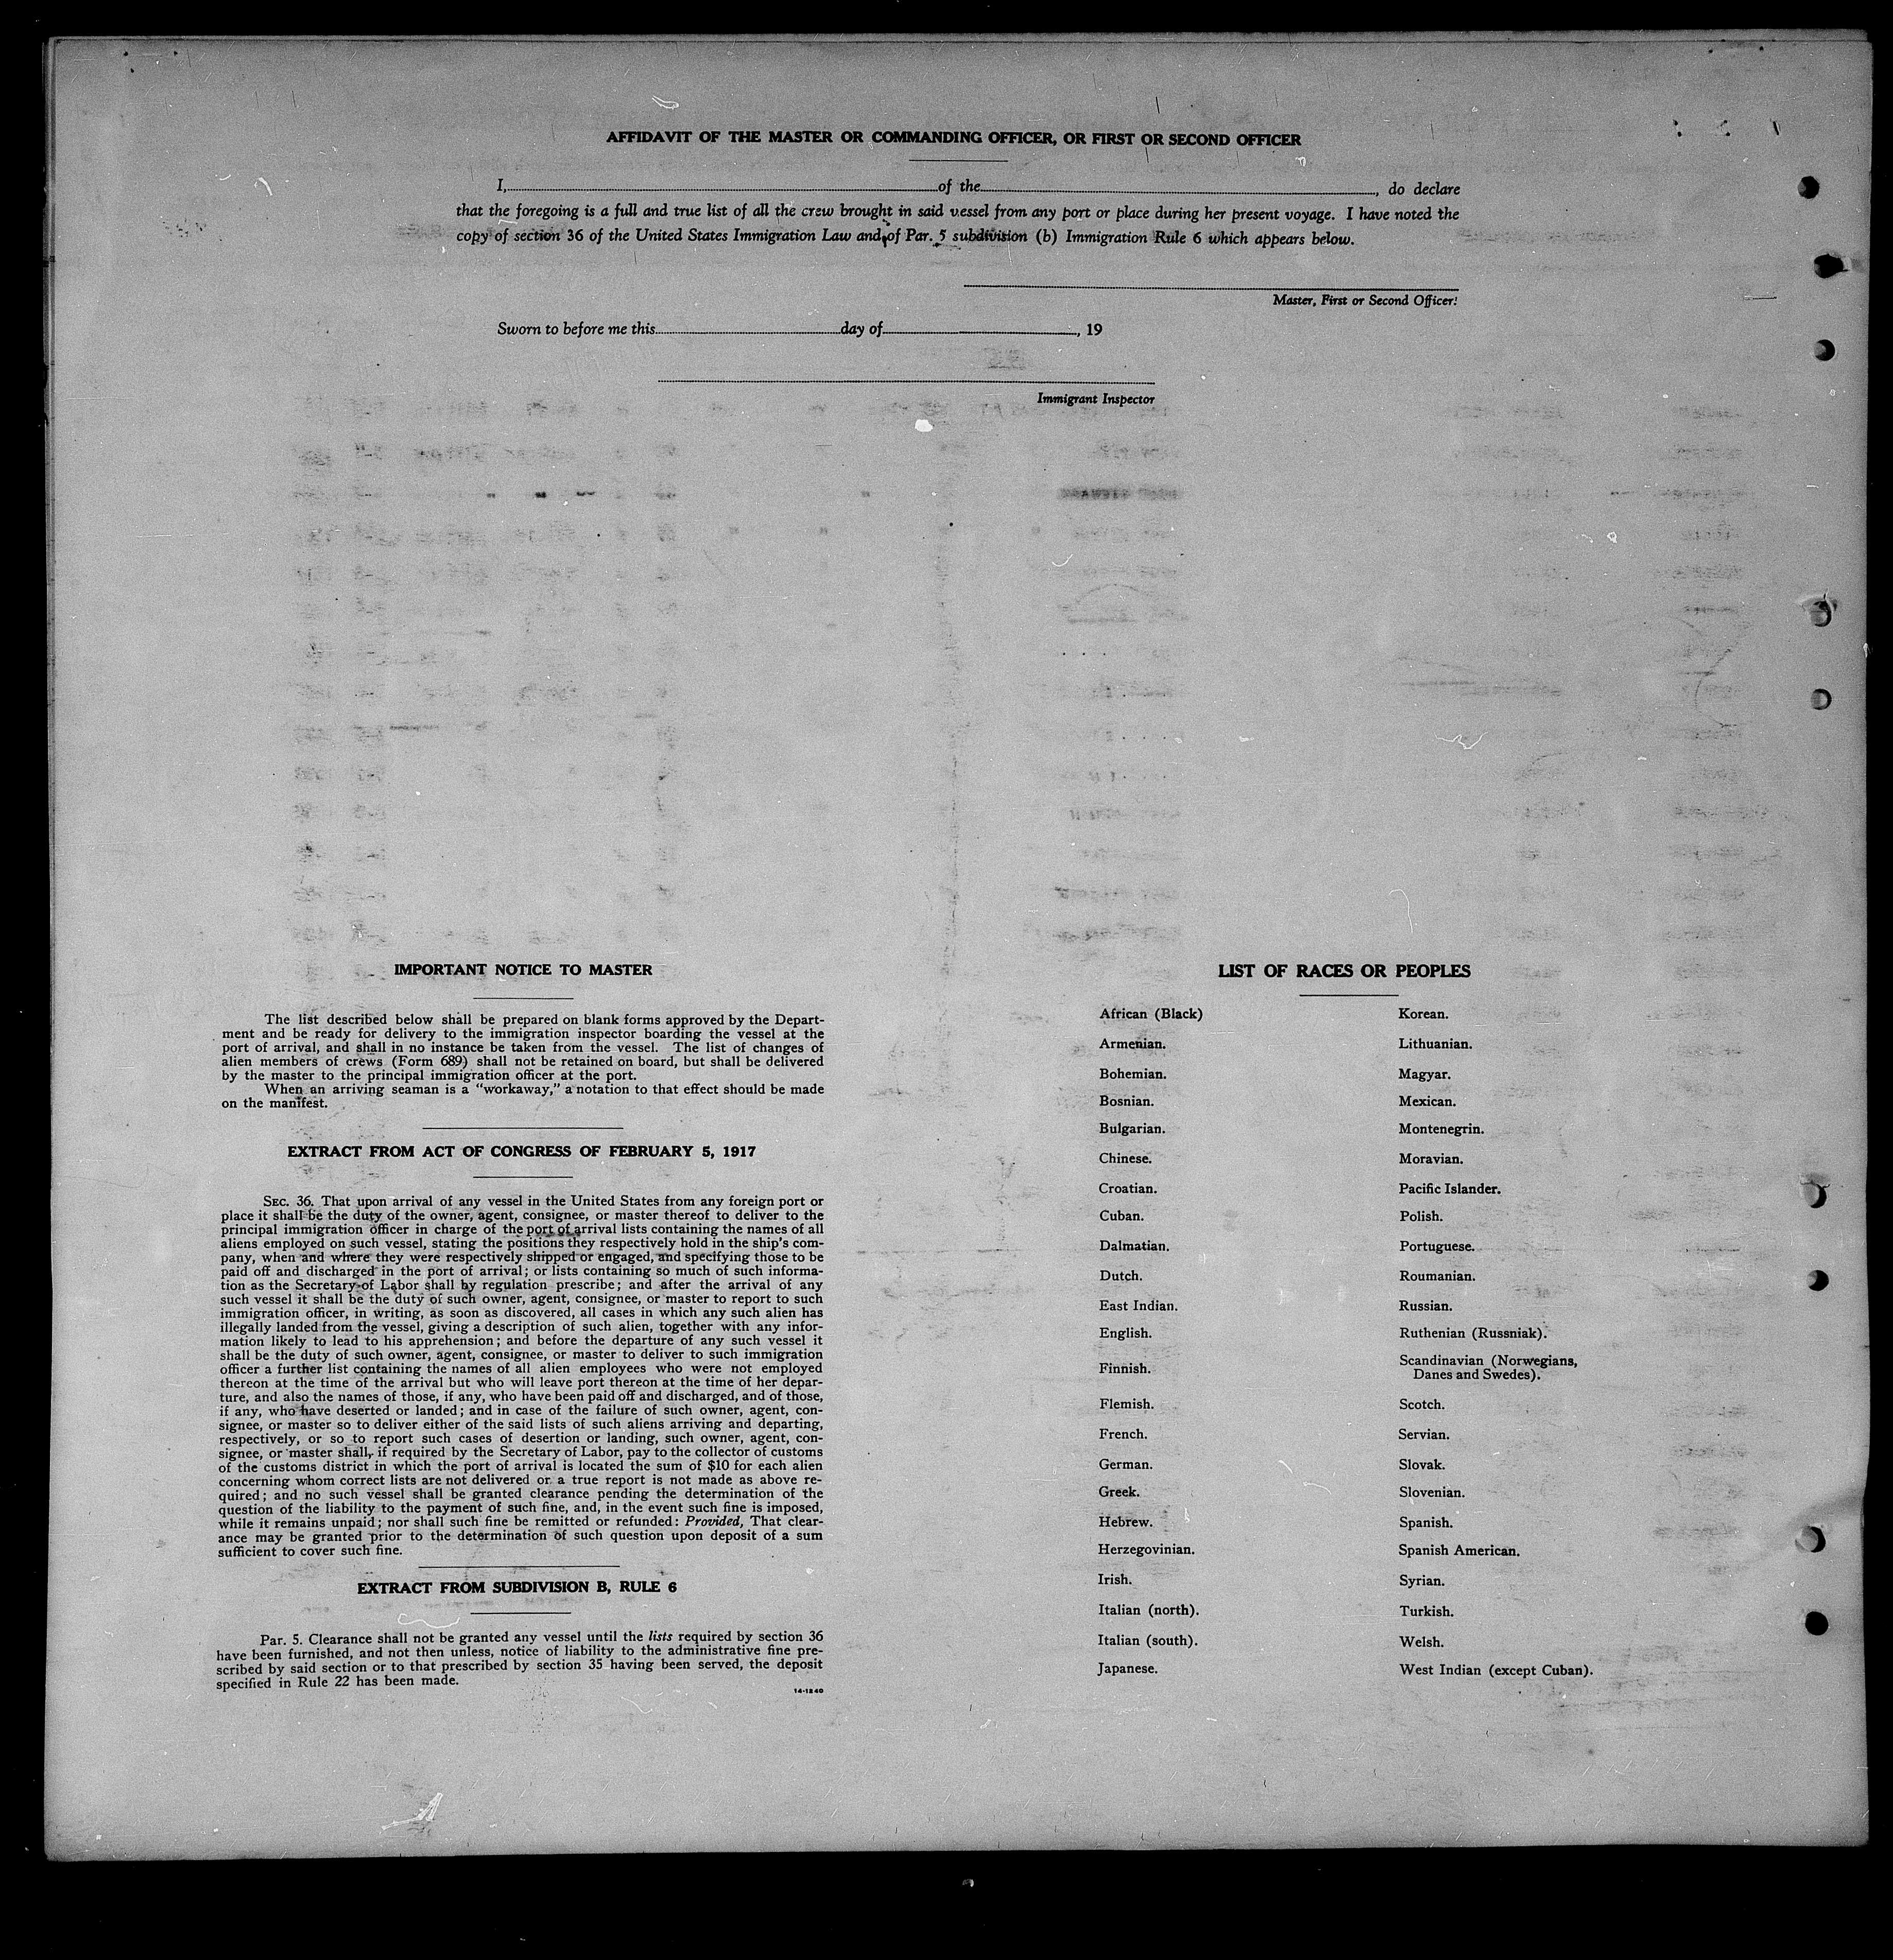 AFFIDAVIT OF THE MASTER OR COMMANDING OFFICER, OR FIRST OR SECOND OFFICER
I, of the , do declare
that the foregoing is a full and true list of all the crew brought in said vessel from any port or place during her present voyage. I have noted the
copy of section 36 of the United States Immigration Law and of Par. 5 subdivision (b) Immigration Rule 6 which appears below.
Master, First or Second Officer.
Sworn to before me this day of , 19
Immigrant Inspector
IMPORTANT NOTICE TO MASTER
The list described below shall be prepared on blank forms approved by the Depart-
ment and be ready for delivery to the immigration inspector boarding the vessel at the
port of arrival, and shall in no instance be taken from the vessel. The list of changes of
alien members of crews (Form 689) shall not be retained on board, but shall be delivered
by the master to the principal immigration officer at the port.
When an arriving seaman is a "workaway," a notation to that effect should be made
on the manifest.
EXTRACT FROM ACT OF CONGRESS OF FEBRUARY 5, 1917
SEC. 36. That upon arrival of any vessel in the United States from any foreign port or
place it shall be the duty of the owner, agent, consignee, or master thereof to deliver to the
principal immigration officer in charge of the port of arrival lists containing the names of all
aliens employed on such vessel, stating the positions they respectively hold in the ship's com-
pany, when and where they were respectively shipped or engaged, and specifying those to be
paid off and discharged in the port of arrival; or lists containing so much of such informa-
tion as the Secretary of Labor shall by regulation prescribe; and after the arrival of any
such vessel it shall be the duty of such owner, agent, consignee, or master to report to such
immigration officer, in writing, as soon as discovered, all cases in which any such alien has
illegally landed from the vessel, giving a description of such alien, together with any infor-
mation likely to lead to his apprehension; and before the departure of any such vessel it
shall be the duty of such owner, agent, consignee, or master to deliver to such immigration
officer a further list containing the names of all alien employees who were not employed
thereon at the time of the arrival but who will leave port thereon at the time of her depar-
ture, and also the names of those, if any, who have been paid off and discharged, and of those,
if any, who have deserted or landed; and in case of the failure of such owner, agent, con-
signee, or master so to deliver either of the said lists of such aliens arriving and departing,
respectively, or so to report such cases of desertion or landing, such owner, agent, con-
signee, or master shall, if required by the Secretary of Labor, pay to the collector of customs
of the customs district in which the port of arrival is located the sum of $10 for each alien
concerning whom correct lists are not delivered or a true report is not made as above re-
quired; and no such vessel shall be granted clearance pending the determination of the
question of the liability to the payment of such fine, and, in the event such fine is imposed,
while it remains unpaid; nor shall such fine be remitted or refunded: Provided, That clear-
ance may be granted prior to the determination of such question upon deposit of a sum
sufficient to cover such fine.
EXTRACT FROM SUBDIVISION B, RULE 6
Par. 5. Clearance shall not be granted any vessel until the lists required by section 36
have been furnished, and not then unless, notice of liability to the administrative fine pre-
scribed by said section or to that prescribed by section 35 having been served, the deposit
specified in Rule 22 has been made.
14-1240
LIST OF RACES OR PEOPLES
African (Black)
Armenian.
Bohemian.
Bosnian.
Bulgarian.
Chinese.
Croatian.
Cuban.
Dalmatian.
Dutch.
East Indian.
English.
Finnish.
Flemish.
French.
German.
Greek.
Hebrew.
Herzegovinian.
Irish.
Italian (north).
Italian (south).
Japanese.
Korean.
Lithuanian.
Magyar.
Mexican.
Montenegrin.
Moravian.
Pacific Islander.
Polish.
Portuguese.
Roumanian.
Russian.
Ruthenian (Russniak).
Scandinavian (Norwegians,
Danes and Swedes).
Scotch.
Servian.
Slovak.
Slovenian.
Spanish.
Spanish American.
Syrian.
Turkish.
Welsh.
West Indian (except Cuban).